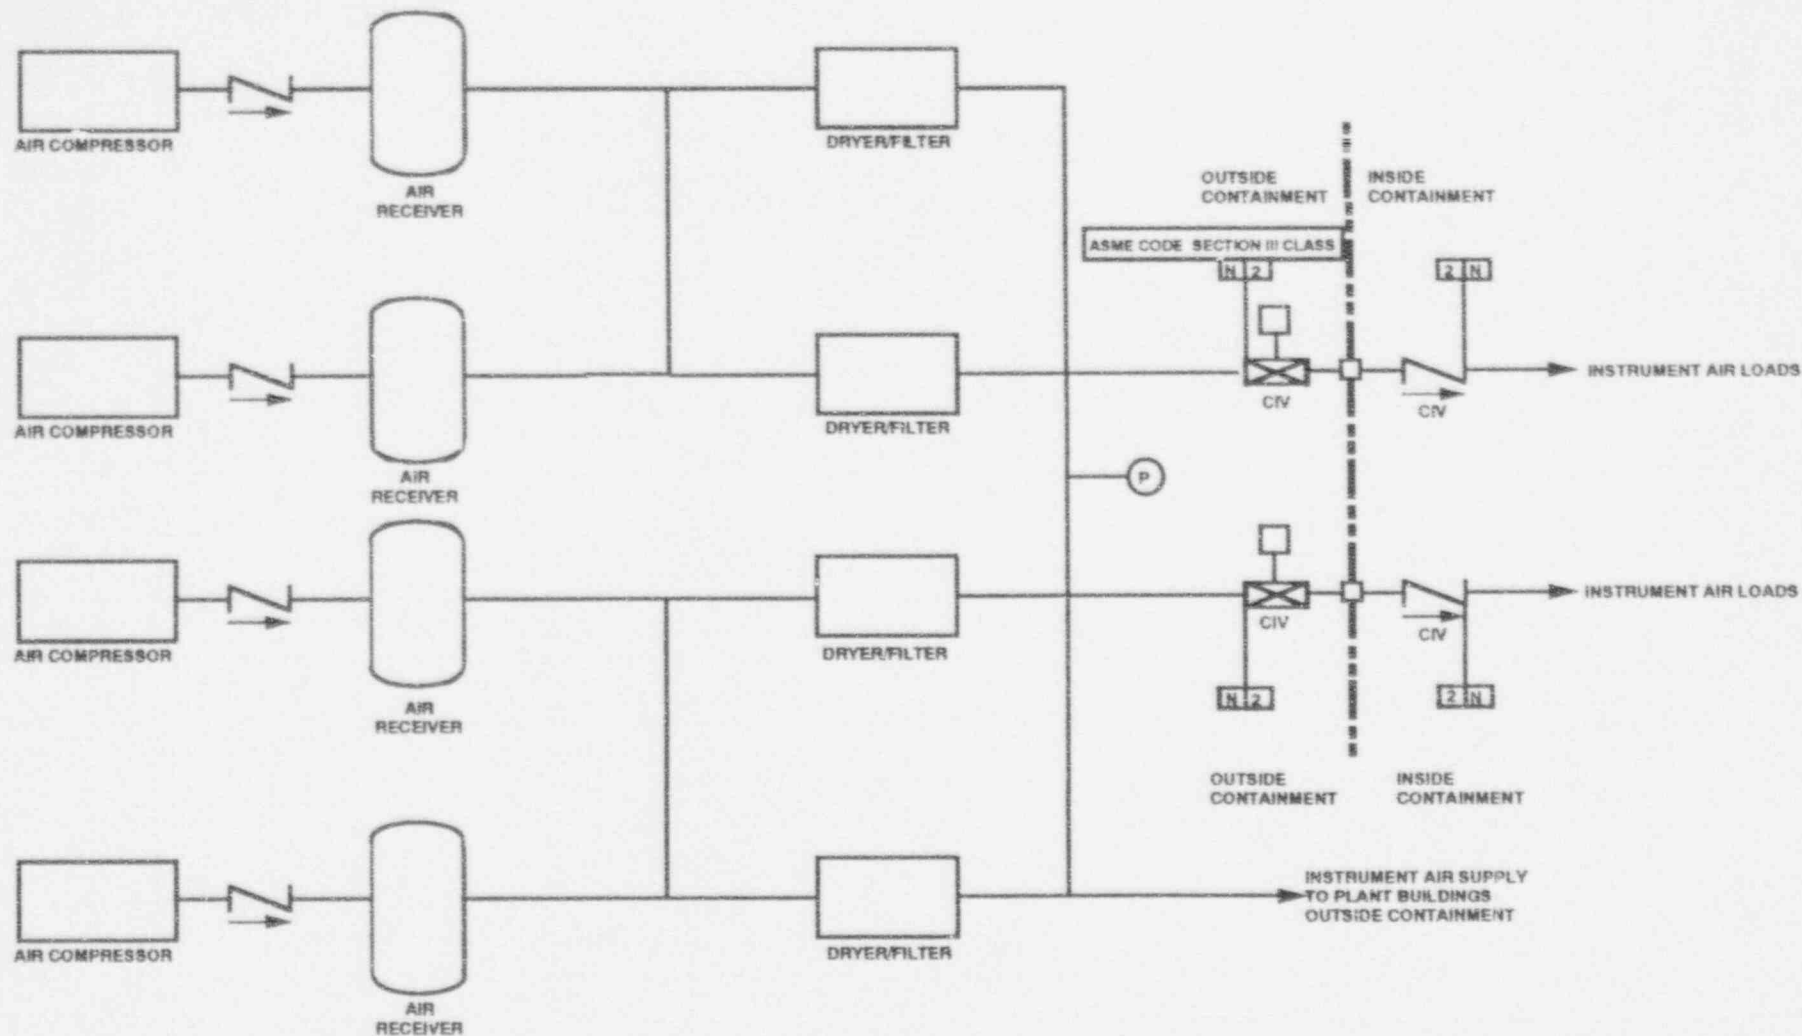 AIR COMPRESSOR
AIR
RECEIVER
DRYER/FILTER
OUTSIDE
CONTAINMENT
INSIDE
CONTAINMENT
ASME CODE SECTION III CLASS
N 2
2 N
AIR COMPRESSOR
AIR
RECEIVER
DRYER/FILTER
CIV
CIV
INSTRUMENT AIR LOADS
P
AIR COMPRESSOR
AIR
RECEIVER
DRYER/FILTER
CIV
CIV
INSTRUMENT AIR LOADS
N 2
2 N
OUTSIDE
CONTAINMENT
INSIDE
CONTAINMENT
AIR COMPRESSOR
AIR
RECEIVER
DRYER/FILTER
INSTRUMENT AIR SUPPLY
TO PLANT BUILDINGS
OUTSIDE CONTAINMENT